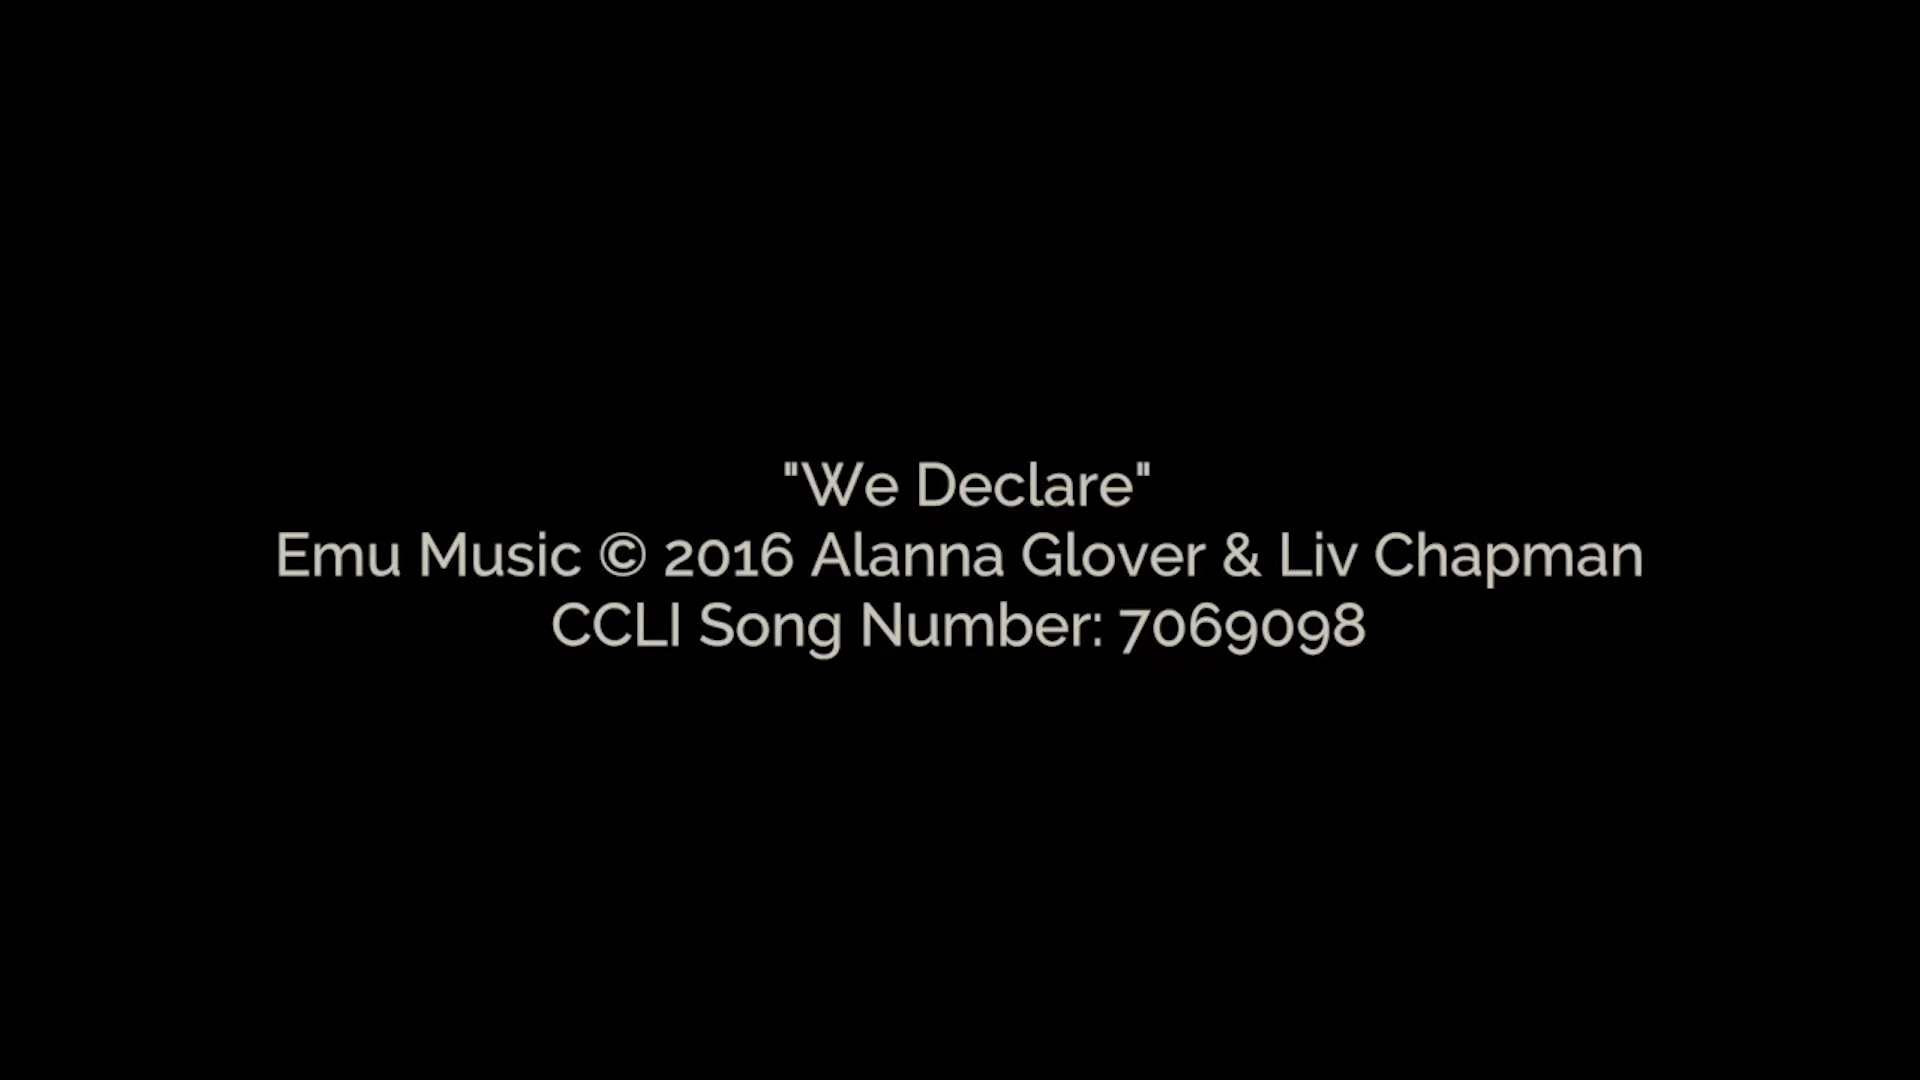 "We Declare"
Emu Music © 2016 Alanna Glover & Liv Chapman
CCLI Song Number: 7069098